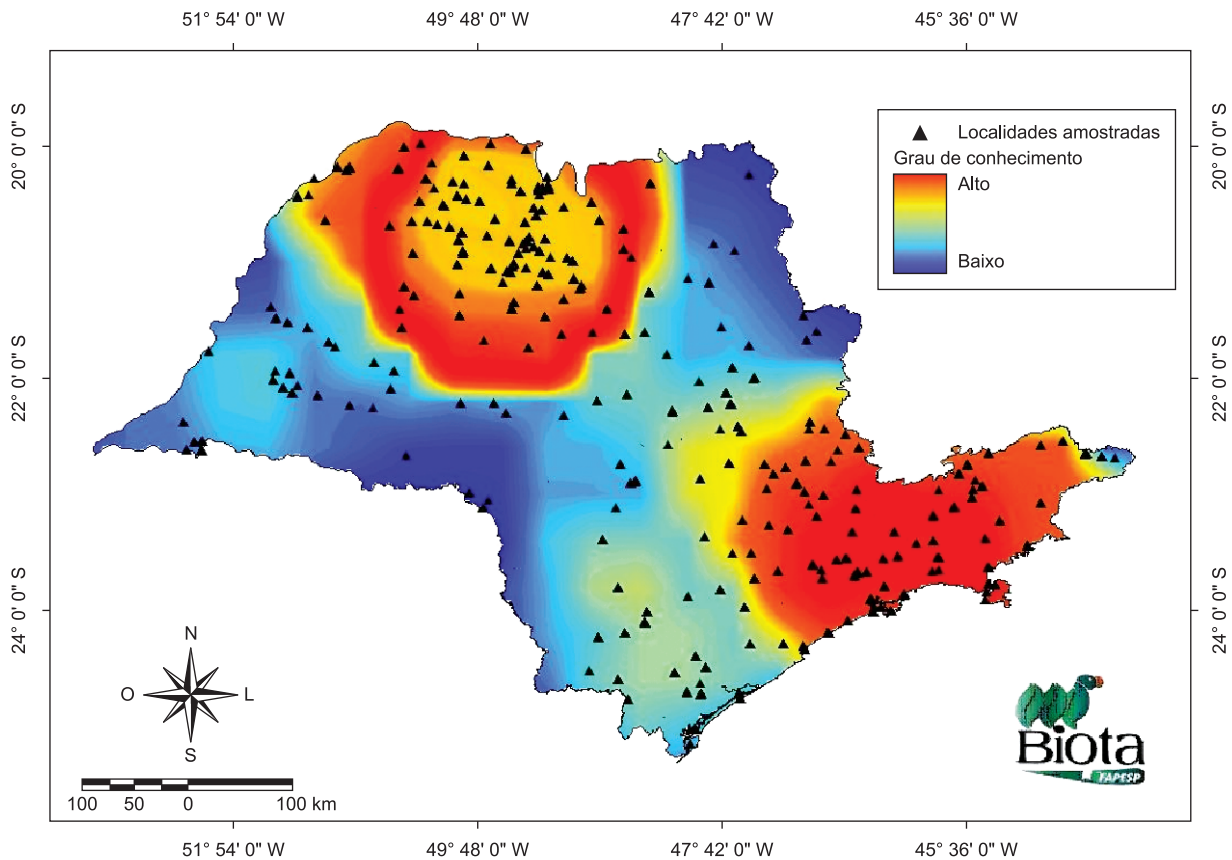 51° 54' 0" W
49° 48' 0" W
47° 42' 0" W
45° 36' 0" W
20° 0' 0" S
22° 0' 0" S
24° 0' 0" S
20° 0' 0" S
22° 0' 0" S
24° 0' 0" S
Localidades amostradas
Grau de conhecimento
Alto
Baixo
N
O
L
S
100 50 0 100 km
Biota
FAPESP
51° 54' 0" W
49° 48' 0" W
47° 42' 0" W
45° 36' 0" W